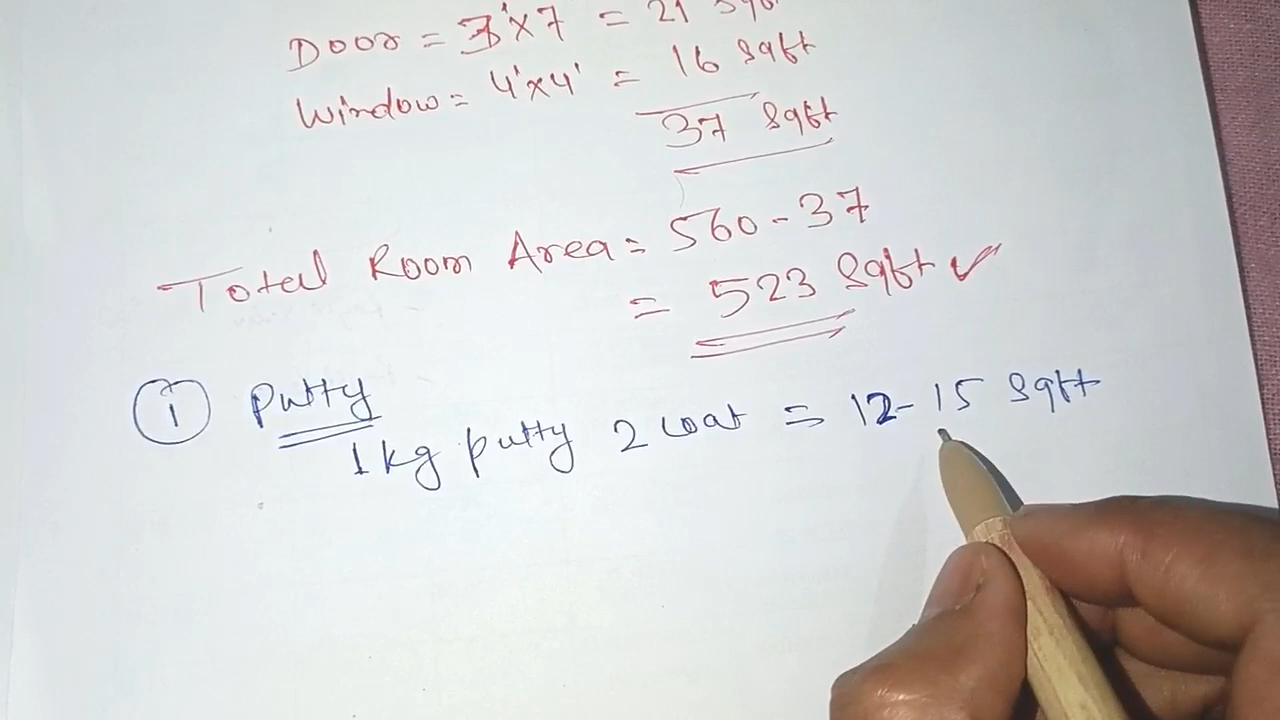 Door = 3'x7 = 21 Sqft
Window = 4'x4' = 16 Sqft
37 Sqft
Total Room Area = 560-37
= 523 Sqft ✓
1 Putty
1kg putty 2 coat = 12-15 Sqft